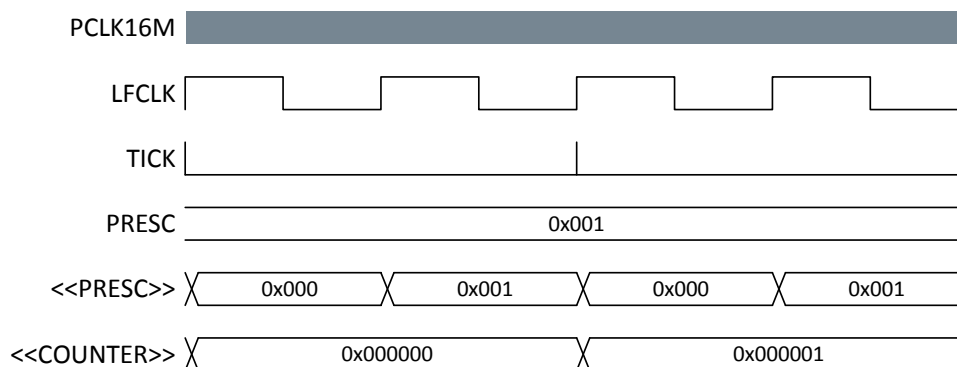 PCLK16M
LFCLK
TICK
PRESC 0x001
<<PRESC>> 0x000 0x001 0x000 0x001
<<COUNTER>> 0x000000 0x000001